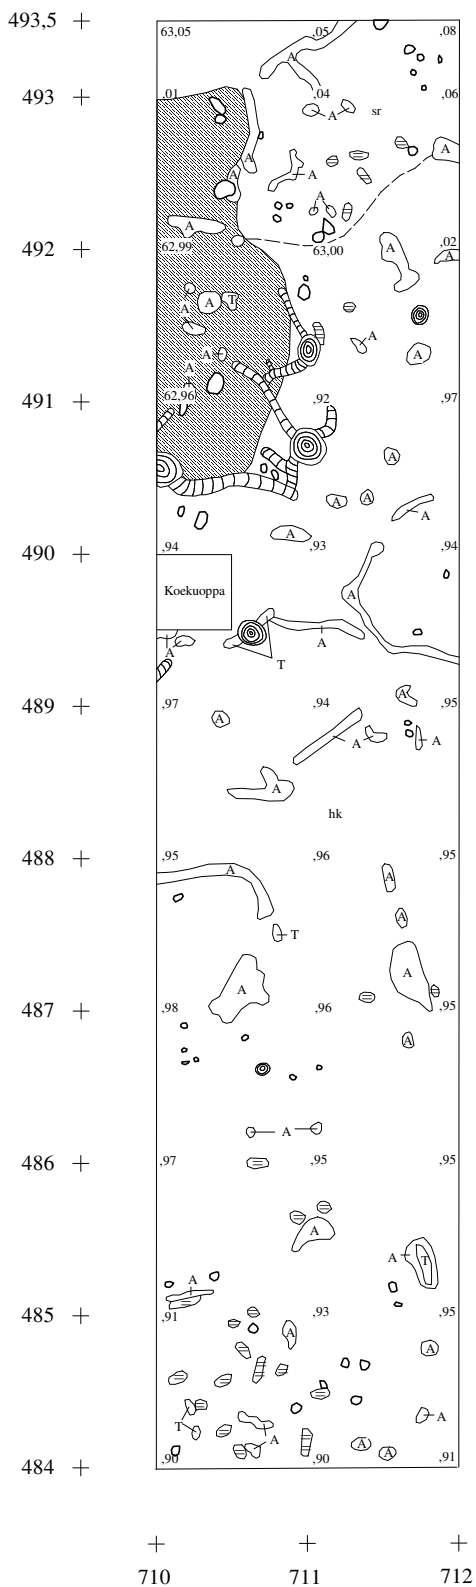 493,5
63,05 ,05 ,08
A
493
,01 ,04 ,06
A sr
A
A
A A
A
A
492
62,99 63,00 ,02
A A
A A T
A
A A
A
491
62,96 ,92 ,97
A
A A
A
A
490
,94 ,93 ,94
Koekuoppa
A
A
A
T
489
,97 ,94 ,95
A
A A
A
hk
488
,95 ,96 ,95
A
A
A
T
A
A
487
,98 ,96 ,95
A
A
486
,97 ,95 ,95
A
A T
A
485
,91 ,93 ,95
A
A
A
T
A A
A
484
,90 ,90 ,91
710 711 712